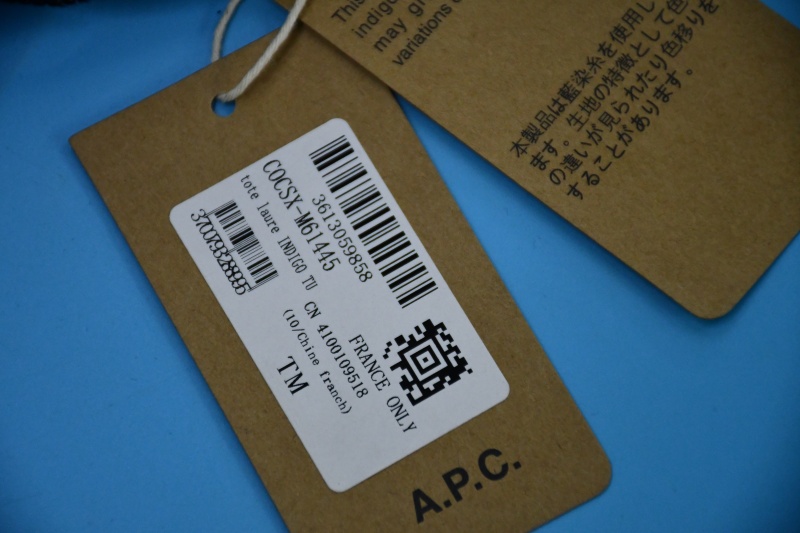 This
indigo
may gr
variations o
本製品は藍染糸を使用し
ます。生地の特徴として色
の違いが見られたり色移りを
することがあります。
3613059858
COCSX-M61445
tote laure INDIGO TU
FRANCE ONLY
CN 4100109518
(10/Chine franch)
TM
A.P.C.